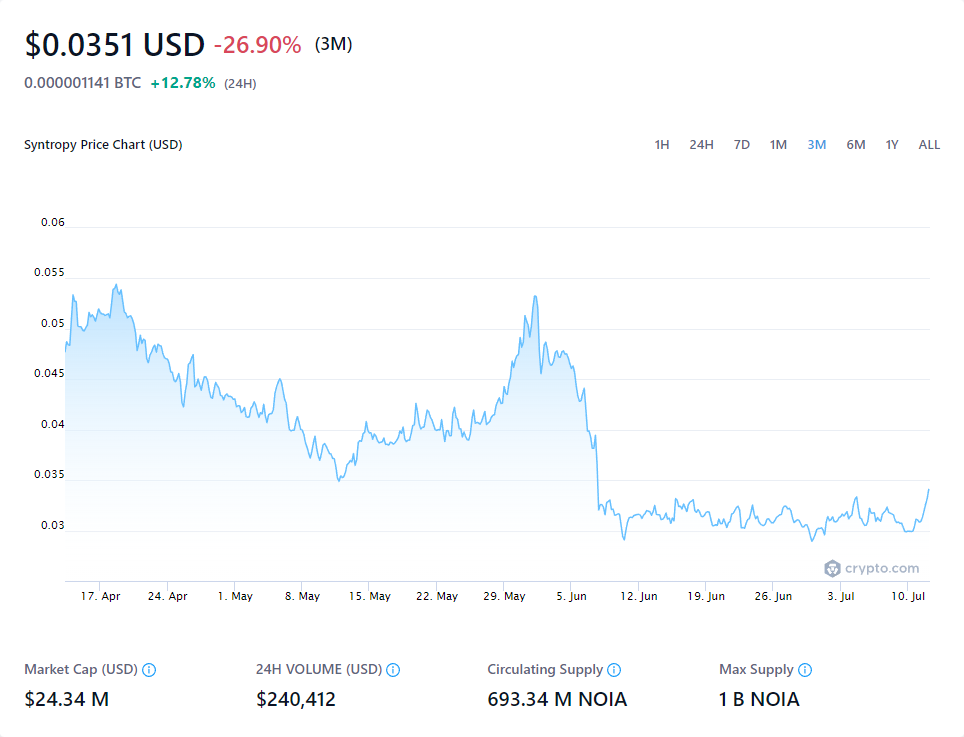 $0.0351 USD -26.90% (3M)
0.000001141 BTC +12.78% (24H)
Syntropy Price Chart (USD) 1H 24H 7D 1M 3M 6M 1Y ALL
0.06
0.055
0.05
0.045
0.04
0.035
0.03
crypto.com
17. Apr 24. Apr 1. May 8. May 15. May 22. May 29. May 5. Jun 12. Jun 19. Jun 26. Jun 3. Jul 10. Jul
Market Cap (USD) 24H VOLUME (USD) Circulating Supply Max Supply
$24.34 M $240,412 693.34 M NOIA 1 B NOIA